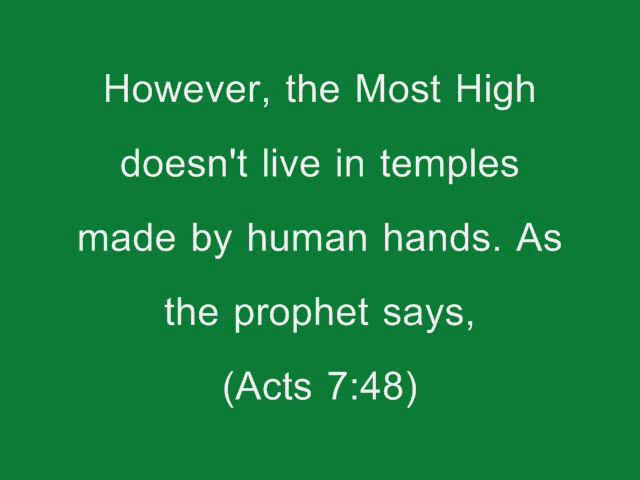 However, the Most High
doesn't live in temples
made by human hands. As
the prophet says,
(Acts 7:48)